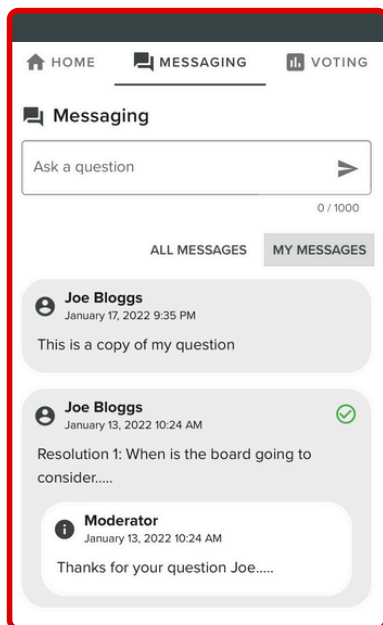 HOME MESSAGING VOTING
Messaging
Ask a question
0 / 1000
ALL MESSAGES MY MESSAGES
Joe Bloggs
January 17, 2022 9:35 PM
This is a copy of my question
Joe Bloggs
January 13, 2022 10:24 AM
Resolution 1: When is the board going to
consider.....
Moderator
January 13, 2022 10:24 AM
Thanks for your question Joe.....